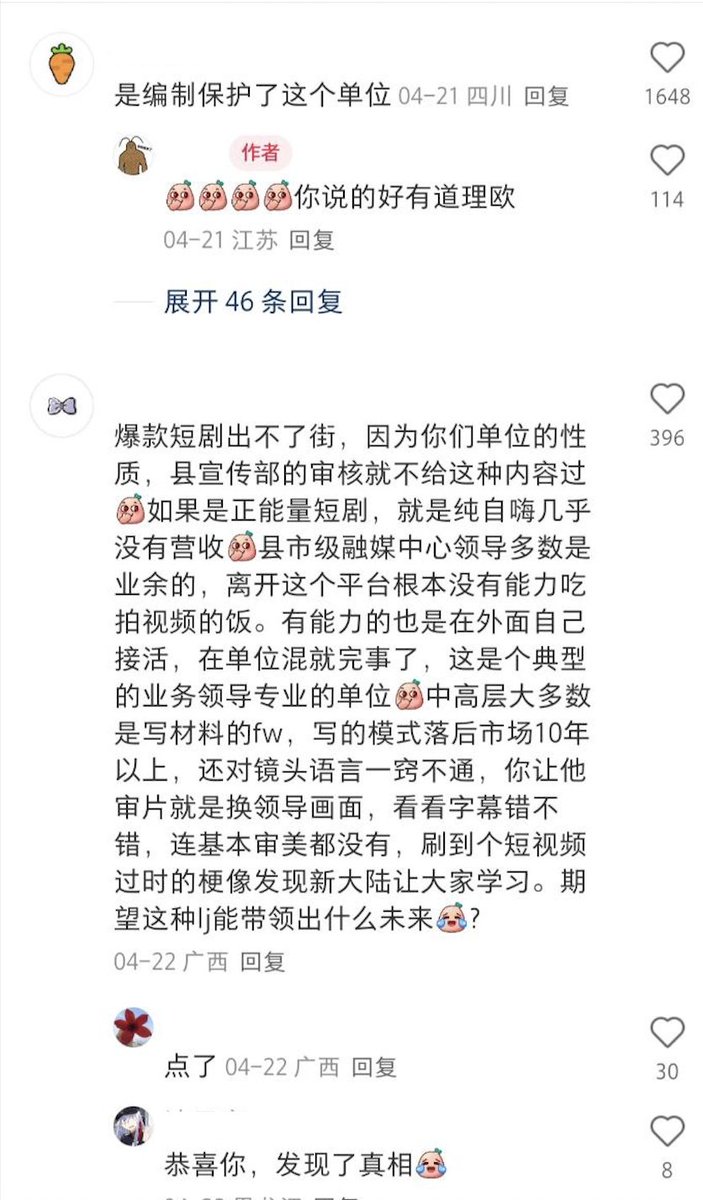 是编制保护了这个单位 04-21 四川 回复
1648
作者
你说的好有道理欧
114
04-21 江苏 回复
展开 46 条回复
396
爆款短剧出不了街，因为你们单位的性
质，县宣传部的审核就不给这种内容过
如果是正能量短剧，就是纯自嗨几乎
没有营收县市级融媒中心领导多数是
业余的，离开这个平台根本没有能力吃
拍视频的饭。有能力的也是在外面自己
接活，在单位混就完事了，这是个典型
的业务领导专业的单位中高层大多数
是写材料的fw，写的模式落后市场10年
以上，还对镜头语言一窍不通，你让他
审片就是换领导画面，看看字幕错不
错，连基本审美都没有，刷到个短视频
过时的梗像发现新大陆让大家学习。期
望这种lj能带领出什么未来?
04-22 广西 回复
点了 04-22 广西 回复
30
恭喜你，发现了真相
8